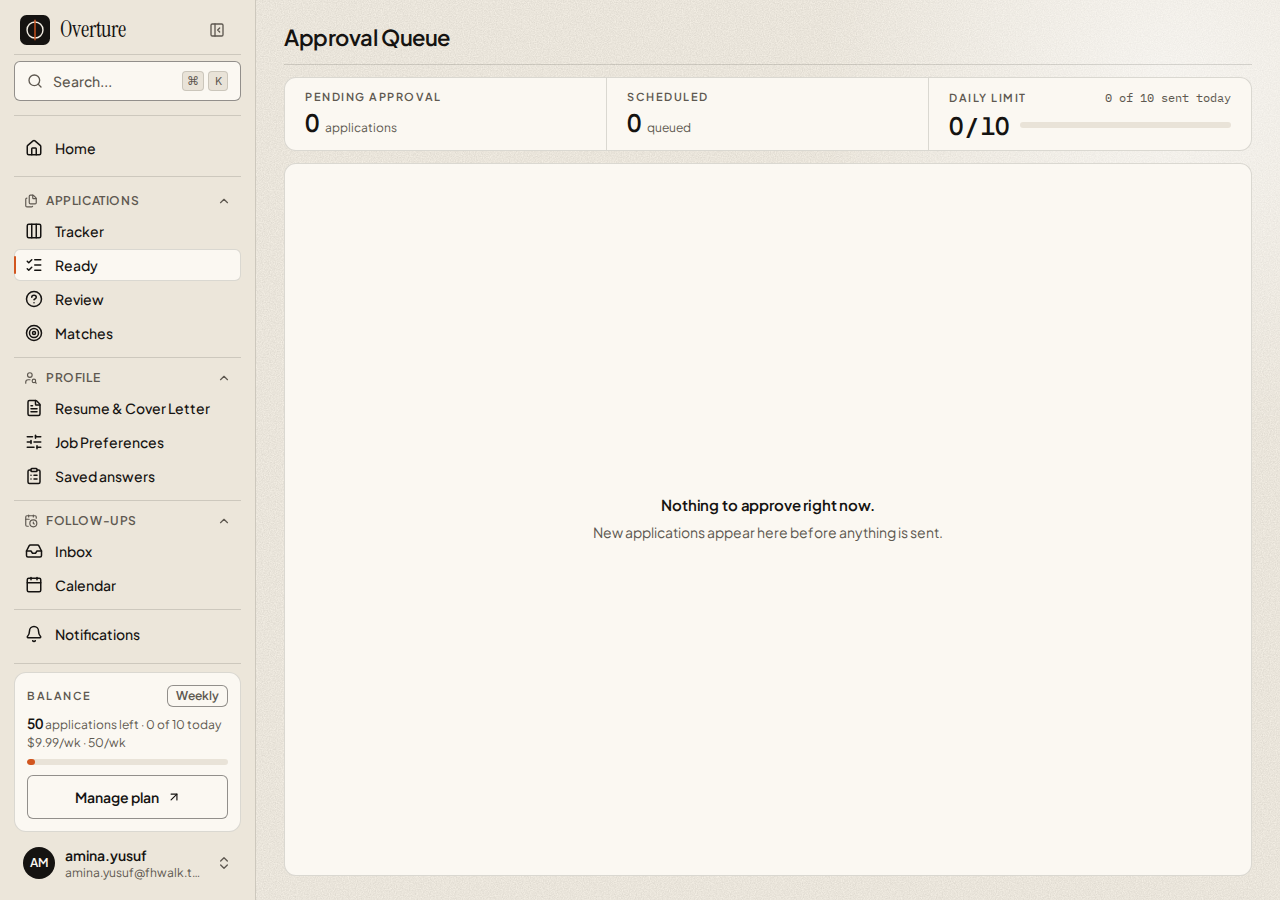 Overture
Search...
⌘ K
Home
APPLICATIONS
Tracker
Ready
Review
Matches
PROFILE
Resume & Cover Letter
Job Preferences
Saved answers
FOLLOW-UPS
Inbox
Calendar
Notifications
BALANCE
Weekly
50 applications left · 0 of 10 today
$9.99/wk · 50/wk
Manage plan
AM
amina.yusuf
amina.yusuf@fhwalk.t...
Approval Queue
PENDING APPROVAL
0 applications
SCHEDULED
0 queued
DAILY LIMIT
0 of 10 sent today
0/10
Nothing to approve right now.
New applications appear here before anything is sent.